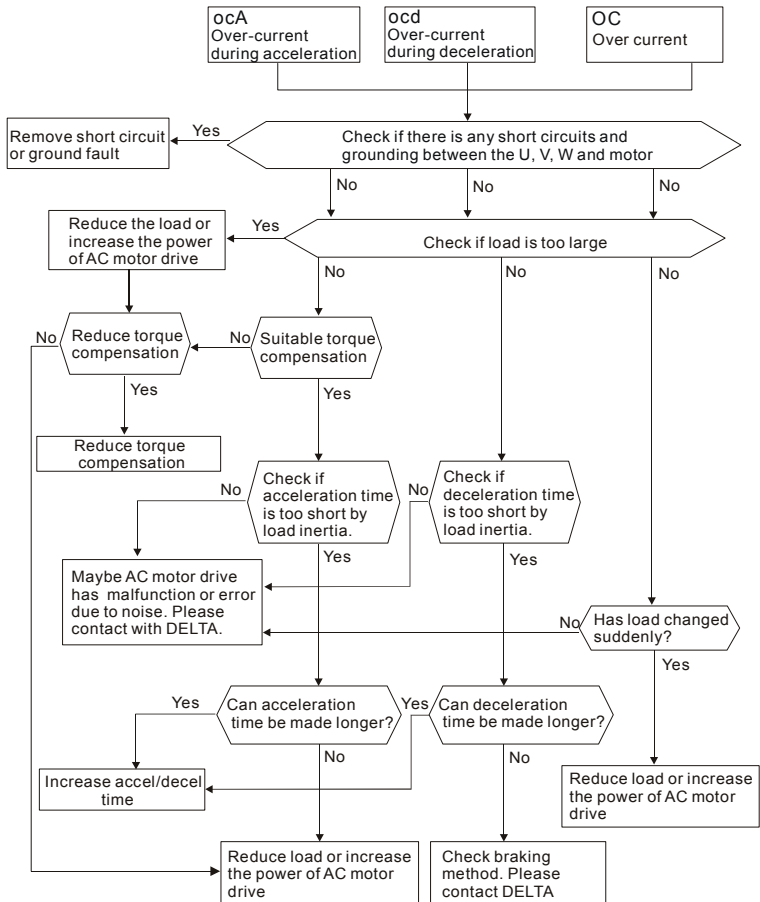 ocA
Over-current
during acceleration
ocd
Over-current
during deceleration
OC
Over current
Remove short circuit
or ground fault
Yes
Check if there is any short circuits and
grounding between the U, V, W and motor
No
No
No
Reduce the load or
increase the power
of AC motor drive
Yes
Check if load is too large
No
No
No
No
Reduce torque
compensation
No
Suitable torque
compensation
Yes
Yes
Reduce torque
compensation
No
Check if
acceleration time
is too short by
load inertia.
No
Check if
deceleration time
is too short by
load inertia.
Yes
Yes
Maybe AC motor drive
has malfunction or error
due to noise. Please
contact with DELTA.
No
Has load changed
suddenly?
Yes
Yes
Can acceleration
time be made longer?
Yes
Can deceleration
time be made longer?
No
No
Increase accel/decel
time
Reduce load or increase
the power of AC motor
drive
Reduce load or increase
the power of AC motor
drive
Check braking
method. Please
contact DELTA